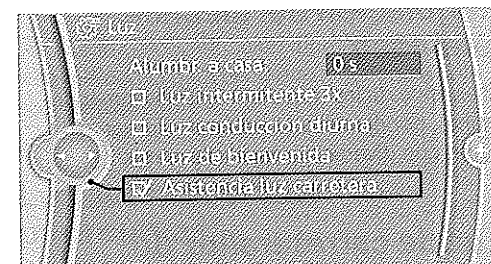 Luz
Alumbr. a casa 0 s
Luz intermitente 3x
Luz conducción diurna
Luz de bienvenida
Asistencia luz carretera